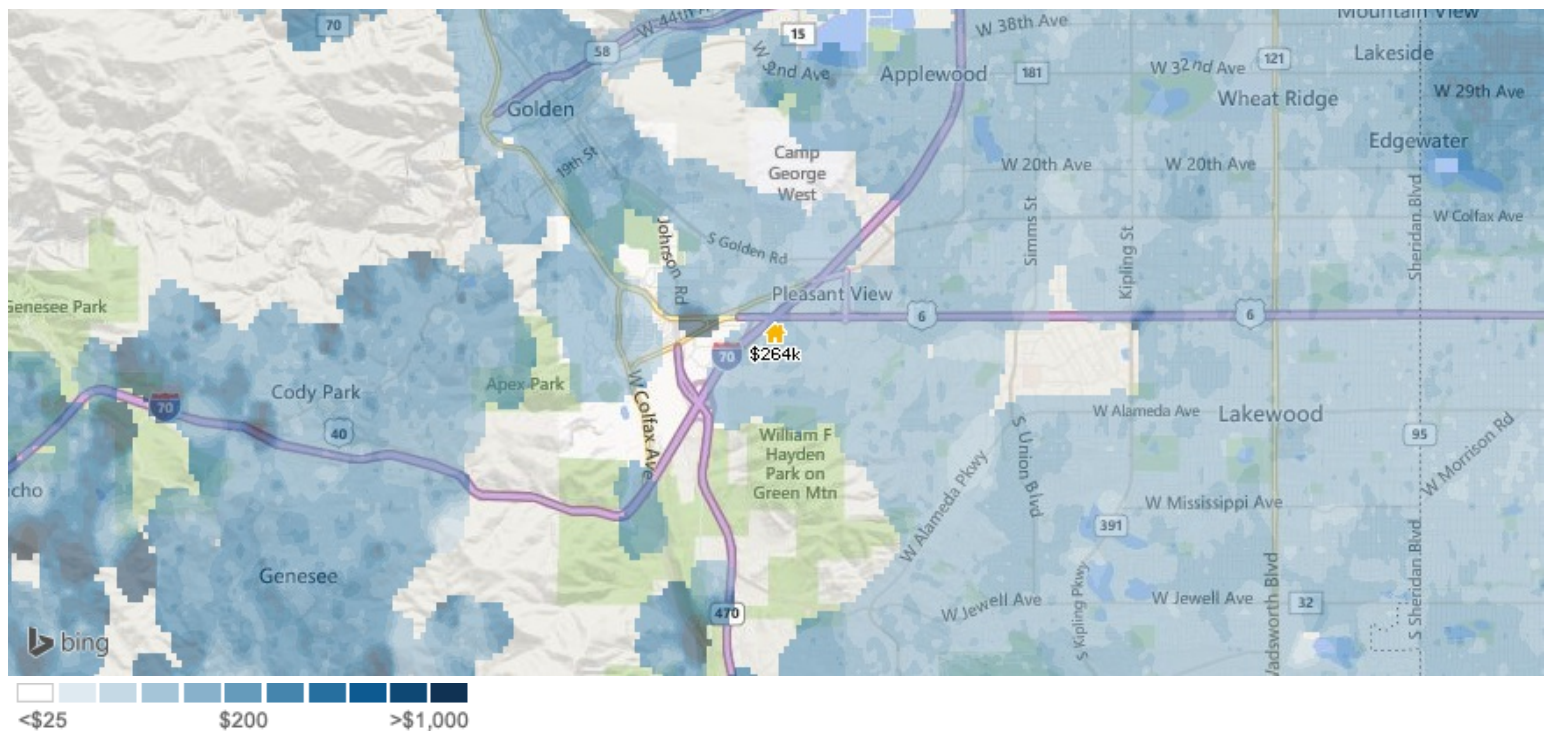 70
W 44th
15
W 38th Ave
Mountain View
58
Lakeside
W
2nd Ave
Applewood
181
W 32nd Ave
121
Golden
Wheat Ridge
W 29th Ave
Edgewater
19th St
Camp
George
West
W 20th Ave
W 20th Ave
Sheridan Blvd
W Colfax Ave
Johnson Rd
S Golden Rd
Simms St
Kipling St
Genesee Park
Pleasant View
6
6
70
$264k
Cody Park
Apex Park
70
40
W Colfax Ave
W Alameda Ave
Lakewood
William F
Hayden
Park on
Green Mtn
S Union Blvd
95
W Morrison Rd
cho
W Alameda Pkwy
W Mississippi Ave
391
Genesee
S Sheridan Blvd
Wadsworth Blvd
S Kipling Pkwy
W Jewell Ave
W Jewell Ave
32
470
bing
<$25
$200
>$1,000